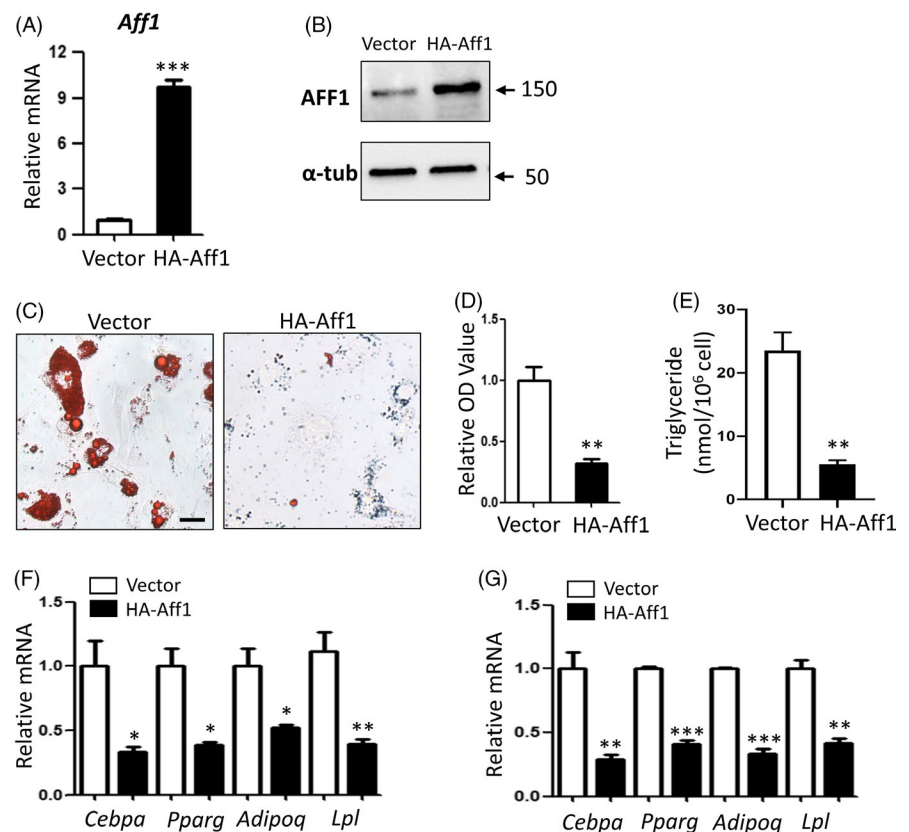 (A)
Aff1
***
Relative mRNA
12
9
6
3
0
Vector HA-Aff1
(B)
Vector HA-Aff1
AFF1
150
α-tub
50
(C)
Vector
HA-Aff1
(D)
Relative OD Value
1.5
1.0
0.5
0.0
**
Vector HA-Aff1
(E)
Triglyceride
(nmol/10⁶ cell)
30
20
10
0
**
Vector HA-Aff1
(F)
Vector
HA-Aff1
Relative mRNA
1.5
1.0
0.5
0.0
* * * **
Cebpa Pparg Adipoq Lpl
(G)
Vector
HA-Aff1
Relative mRNA
1.5
1.0
0.5
0.0
** *** *** **
Cebpa Pparg Adipoq Lpl